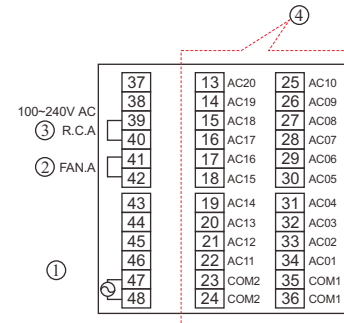 ④
37 13 AC20 25 AC10
38 14 AC19 26 AC09
100~240V AC 39 15 AC18 27 AC08
③ R.C.A 40 16 AC17 28 AC07
② FAN.A 41 17 AC16 29 AC06
42 18 AC15 30 AC05
43 19 AC14 31 AC04
44 20 AC13 32 AC03
45 21 AC12 33 AC02
① 46 22 AC11 34 AC01
47 23 COM2 35 COM1
48 24 COM2 36 COM1